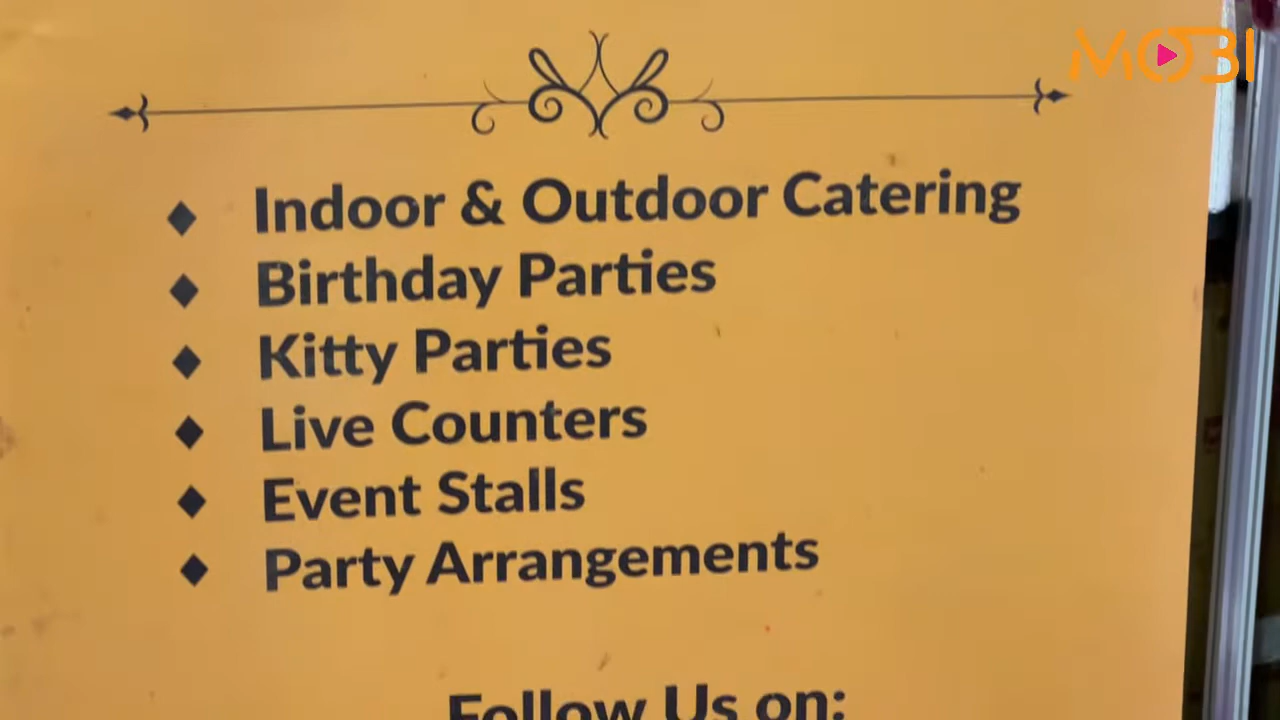 MOBI
Indoor & Outdoor Catering
Birthday Parties
Kitty Parties
Live Counters
Event Stalls
Party Arrangements
Follow Us on: